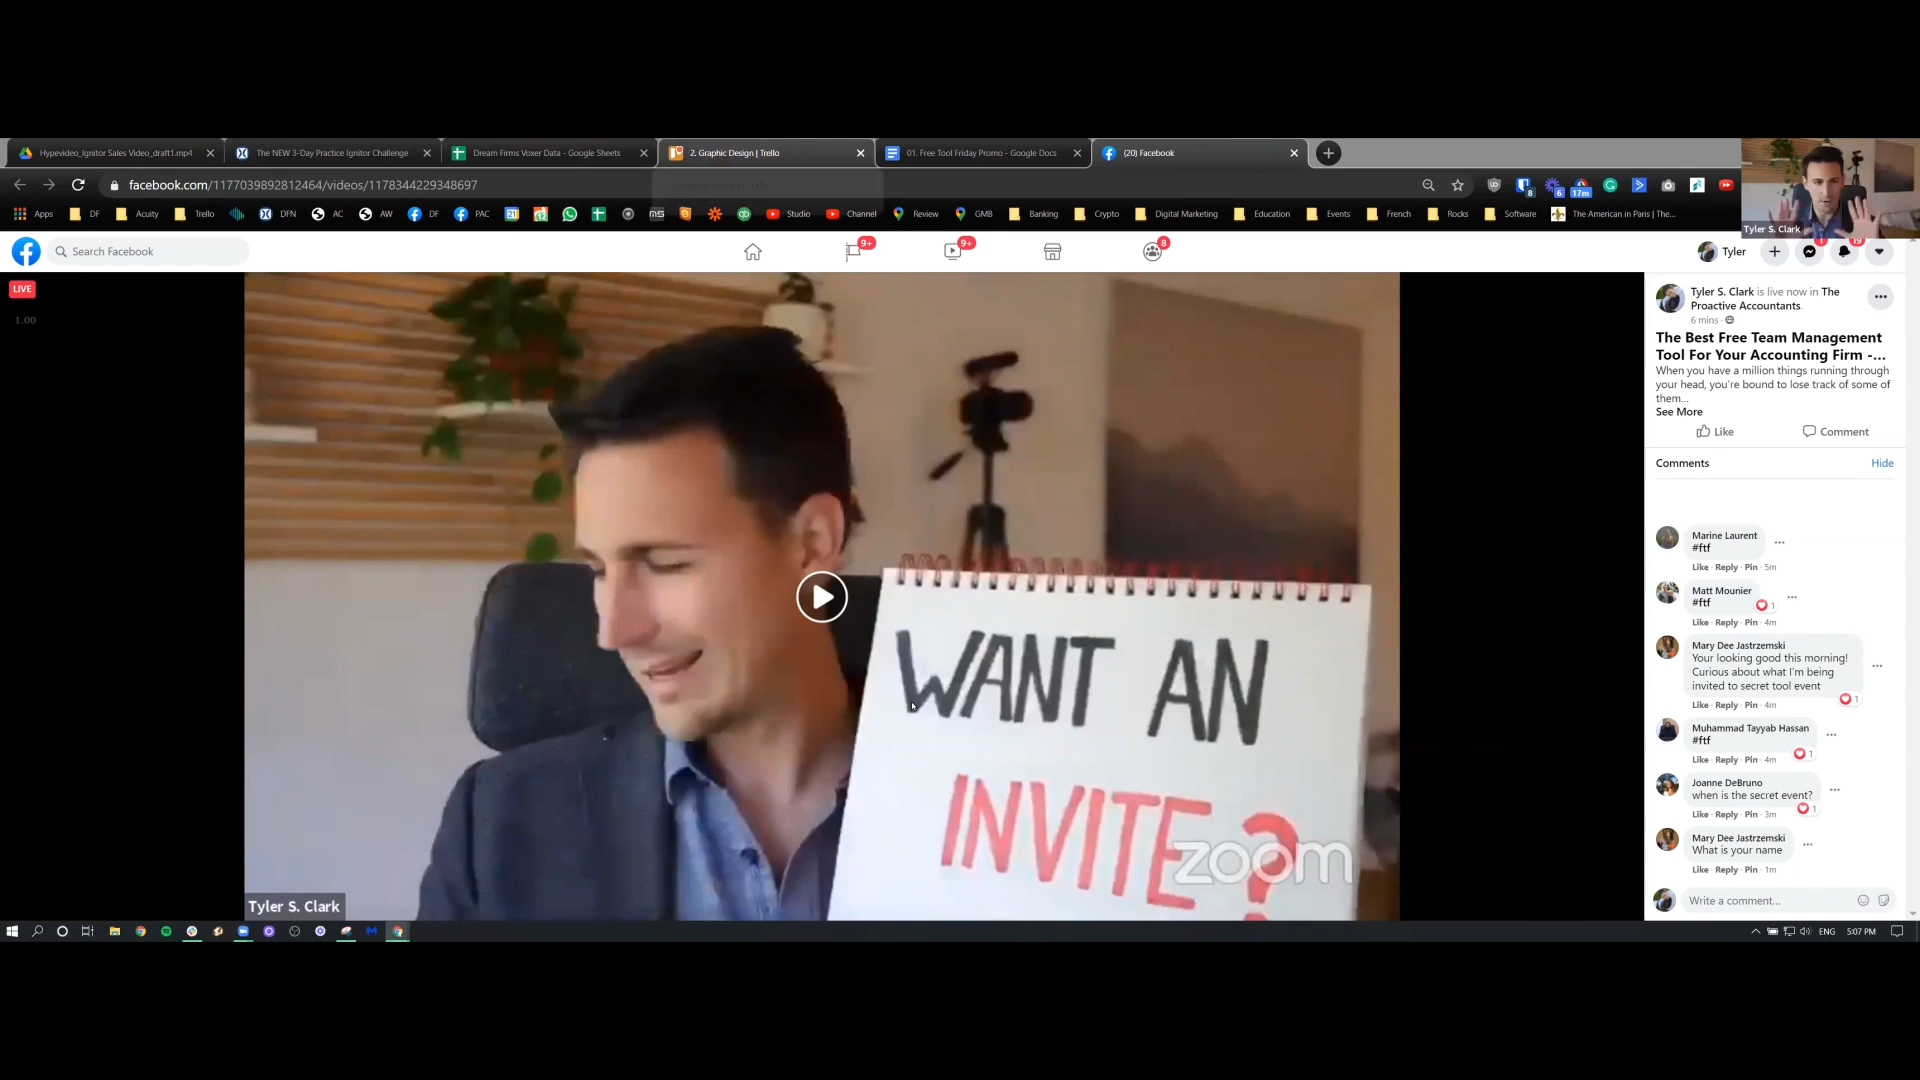 Hypevideo_Ignitor Sales Video_draft1.mp4
The NEW 3-Day Practice Ignitor Challenge
Dream Firms Voxer Data - Google Sheets
2. Graphic Design | Trello
01. Free Tool Friday Promo - Google Docs
(20) Facebook
facebook.com/1177039892812464/videos/1178344229348697
8
6
17m
Apps
DF
Acuity
Trello
DFN
AC
AW
DF
PAC
Studio
Channel
Review
GMB
Banking
Crypto
Digital Marketing
Education
Events
French
Rocks
Software
The American in Paris | The...
Tyler S. Clark
Search Facebook
9+
9+
8
Tyler
1
19
LIVE
1.00
WANT AN
INVITE?
zoom
Tyler S. Clark
Tyler S. Clark is live now in The
Proactive Accountants.
6 mins ·
The Best Free Team Management
Tool For Your Accounting Firm -...
When you have a million things running through
your head, you're bound to lose track of some of
them...
See More
Like
Comment
Comments
Hide
Marine Laurent
#ftf
Like · Reply · Pin · 5m
Matt Mounier
#ftf
1
Like · Reply · Pin · 4m
Mary Dee Jastrzemski
Your looking good this morning!
Curious about what I'm being
invited to secret tool event
1
Like · Reply · Pin · 4m
Muhammad Tayyab Hassan
#ftf
1
Like · Reply · Pin · 4m
Joanne DeBruno
when is the secret event?
1
Like · Reply · Pin · 3m
Mary Dee Jastrzemski
What is your name
Like · Reply · Pin · 1m
Write a comment...
ENG
5:07 PM